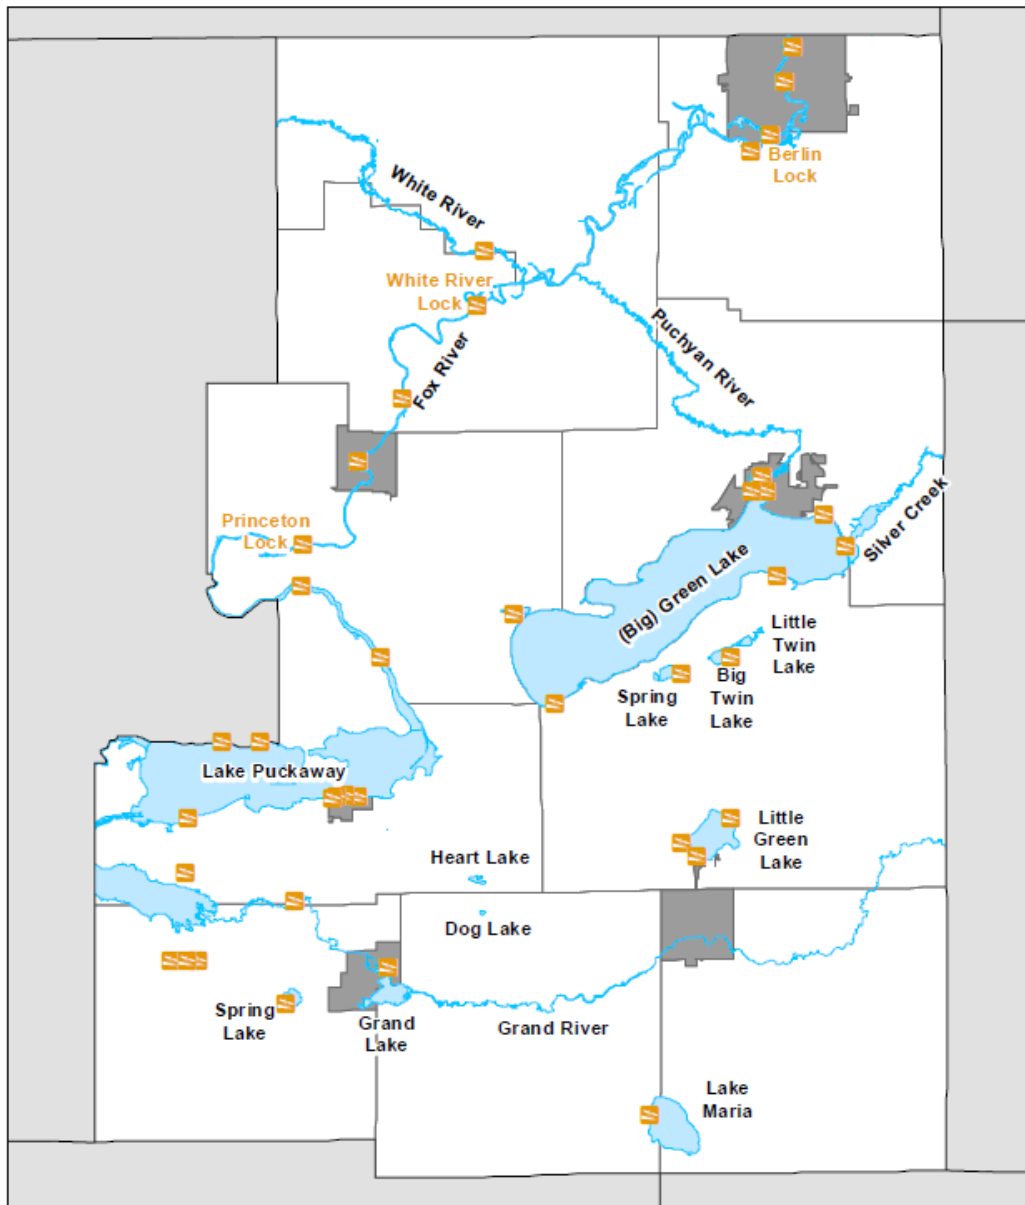 Berlin
Lock
White River
White River
Lock
Puchyan River
Fox River
Princeton
Lock
Silver Creek
(Big) Green Lake
Little
Twin
Lake
Big
Twin
Lake
Spring
Lake
Lake Puckaway
Little
Green
Lake
Heart Lake
Dog Lake
Spring
Lake
Grand
Lake
Grand River
Lake
Maria